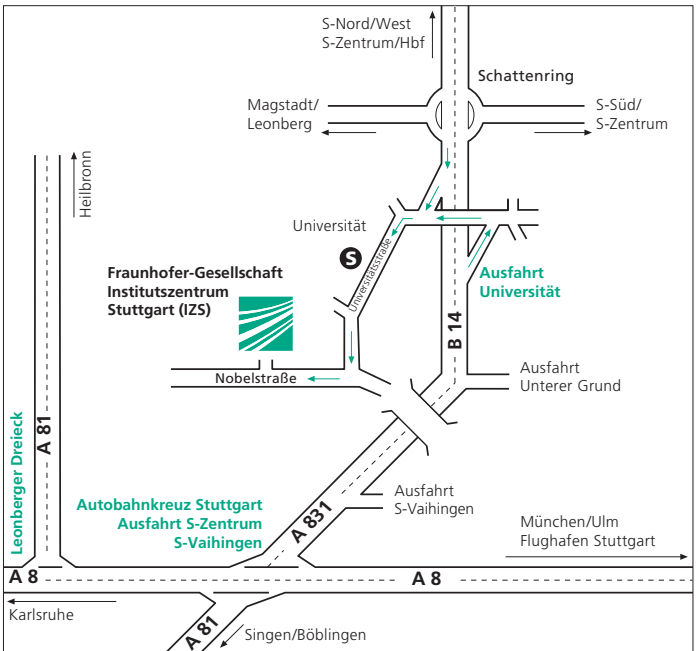 S-Nord/West
S-Zentrum/Hbf
Schattenring
Magstadt/
Leonberg
S-Süd/
S-Zentrum
Heilbronn
Universität
S
Universitätsstraße
Ausfahrt
Universität
Fraunhofer-Gesellschaft
Institutszentrum
Stuttgart (IZS)
B 14
Nobelstraße
Ausfahrt
Unterer Grund
Leonberger Dreieck
A 81
Autobahnkreuz Stuttgart
Ausfahrt S-Zentrum
S-Vaihingen
A 831
Ausfahrt
S-Vaihingen
München/Ulm
Flughafen Stuttgart
A 8
A 8
Karlsruhe
A 81
Singen/Böblingen